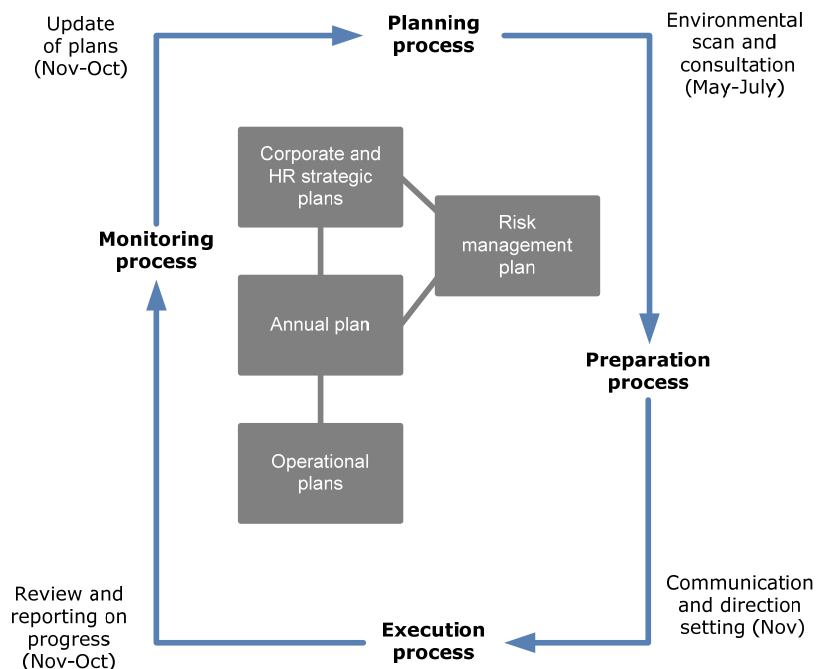 Update
of plans
(Nov-Oct)
Planning
process
Environmental
scan and
consultation
(May-July)
Corporate and
HR strategic
plans
Risk
management
plan
Monitoring
process
Annual plan
Preparation
process
Operational
plans
Review and
reporting on
progress
(Nov-Oct)
Execution
process
Communication
and direction
setting (Nov)